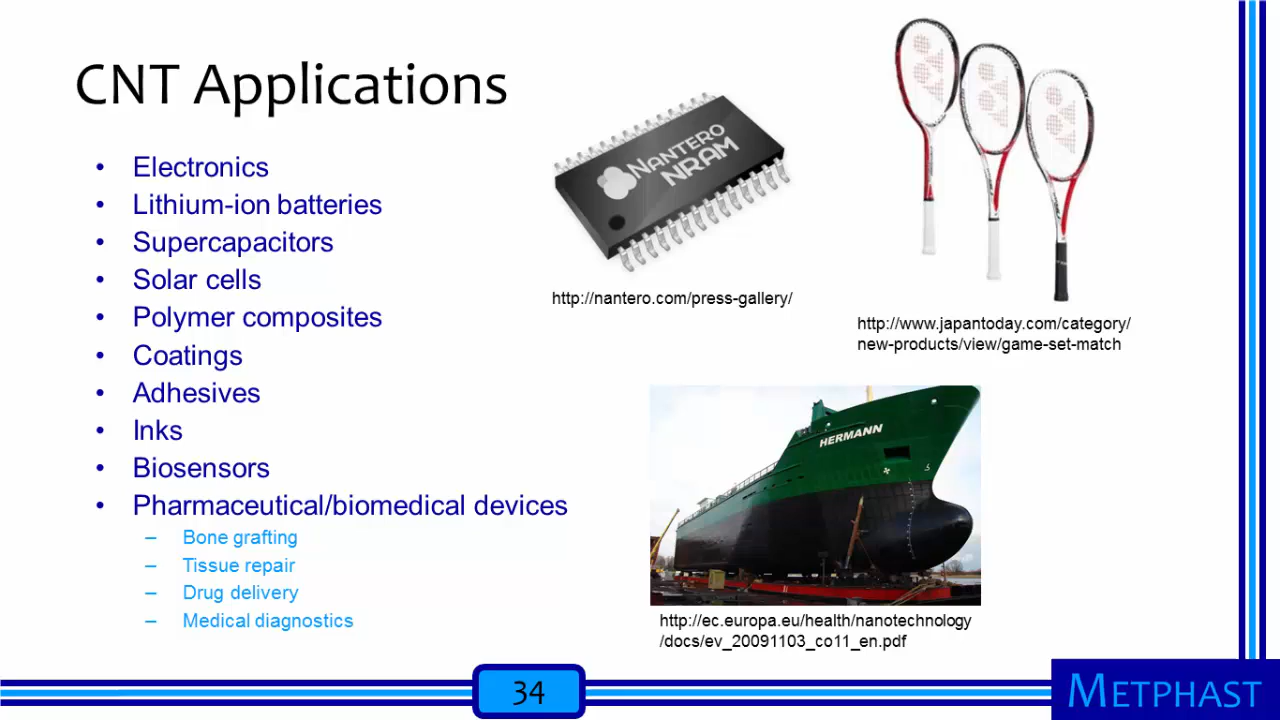 CNT Applications
• Electronics
• Lithium-ion batteries
• Supercapacitors
• Solar cells
• Polymer composites
• Coatings
• Adhesives
• Inks
• Biosensors
• Pharmaceutical/biomedical devices
– Bone grafting
– Tissue repair
– Drug delivery
– Medical diagnostics
NANTERO
NRAM
http://nantero.com/press-gallery/
http://www.japantoday.com/category/
new-products/view/game-set-match
HERMANN
http://ec.europa.eu/health/nanotechnology
/docs/ev_20091103_co11_en.pdf
34
METPHAST